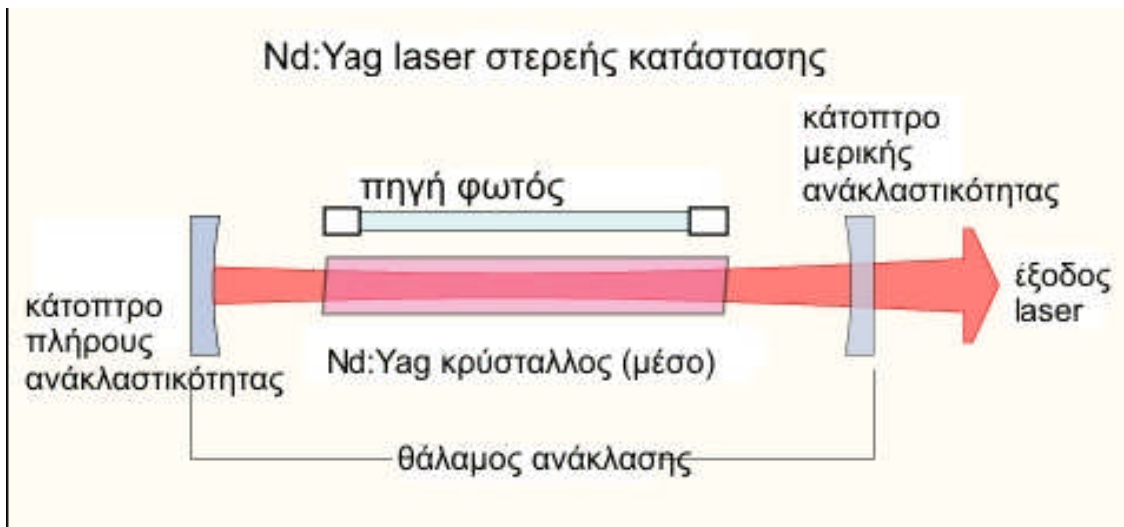 Nd:Yag laser στερεής κατάστασης
κάτοπτρο
μερικής
ανάκλαστικότητας
πηγή φωτός
έξοδος
laser
κάτοπτρο
πλήρους
ανάκλαστικότητας
Nd:Yag κρύσταλλος (μέσο)
θάλαμος ανάκλασης